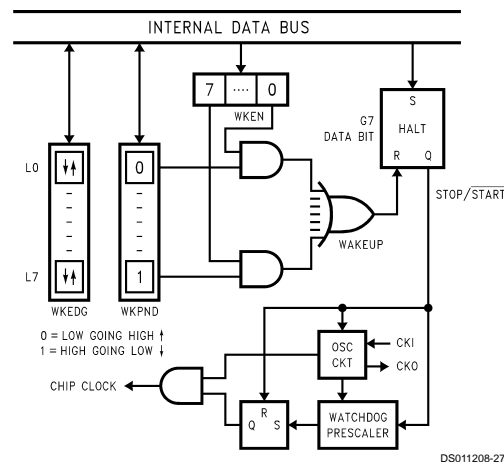 INTERNAL DATA BUS
7 ···· 0
WKEN
G7
DATA BIT
S
HALT
R Q
L0
0
L7
1
WKEDG
WKPND
WAKEUP
STOP/START
0 = LOW GOING HIGH ↑
1 = HIGH GOING LOW ↓
OSC
CKT
CKI
CKO
CHIP CLOCK
R
Q S
WATCHDOG
PRESCALER
DS011208-27